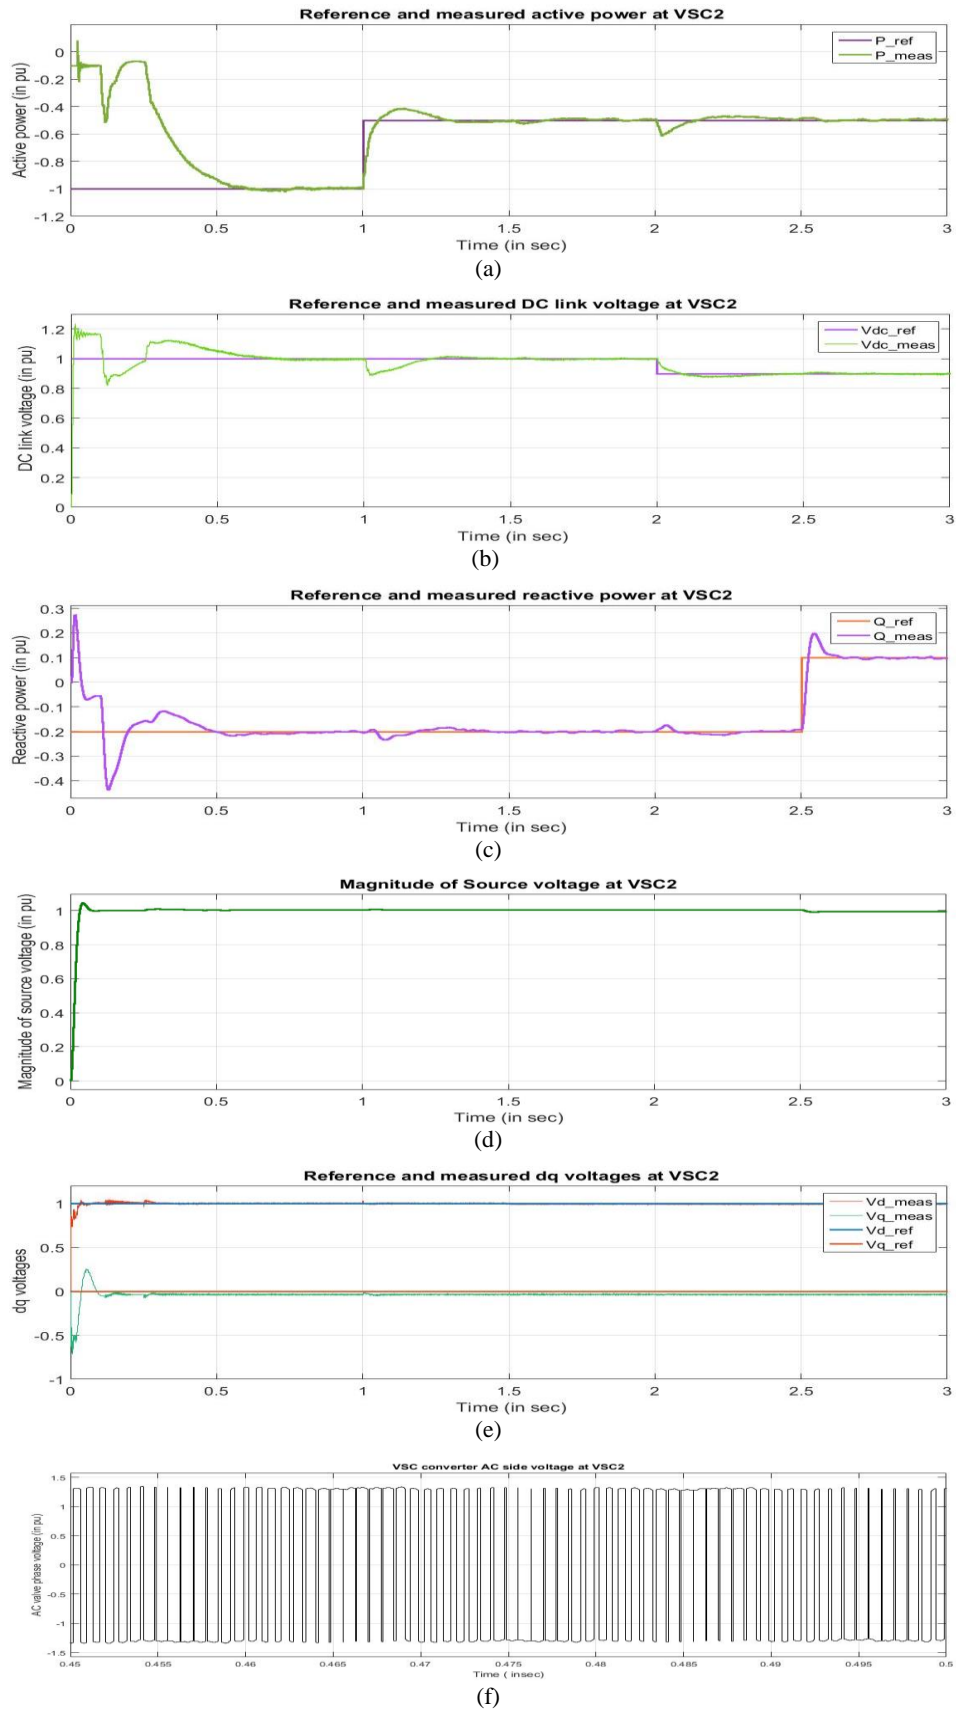 Reference and measured active power at VSC2
P_ref
P_meas
Active power (in pu)
0
-0.2
-0.4
-0.6
-0.8
-1
-1.2
0 0.5 1 1.5 2 2.5 3
Time (in sec)
(a)
Reference and measured DC link voltage at VSC2
Vdc_ref
Vdc_meas
DC link voltage (in pu)
1.2
1
0.8
0.6
0.4
0.2
0
0 0.5 1 1.5 2 2.5 3
Time (in sec)
(b)
Reference and measured reactive power at VSC2
Q_ref
Q_meas
Reactive power (in pu)
0.3
0.2
0.1
0
-0.1
-0.2
-0.3
-0.4
0 0.5 1 1.5 2 2.5 3
Time (in sec)
(c)
Magnitude of Source voltage at VSC2
Magnitude of source voltage (in pu)
1
0.8
0.6
0.4
0.2
0
0 0.5 1 1.5 2 2.5 3
Time (in sec)
(d)
Reference and measured dq voltages at VSC2
Vd_meas
Vq_meas
Vd_ref
Vq_ref
dq voltages
1
0.5
0
-0.5
-1
0 0.5 1 1.5 2 2.5 3
Time (in sec)
(e)
VSC converter AC side voltage at VSC2
AC valve phase voltage (in pu)
1.5
1
0.5
0
-0.5
-1
-1.5
0.45 0.455 0.46 0.465 0.47 0.475 0.48 0.485 0.49 0.495 0.5
Time ( insec)
(f)